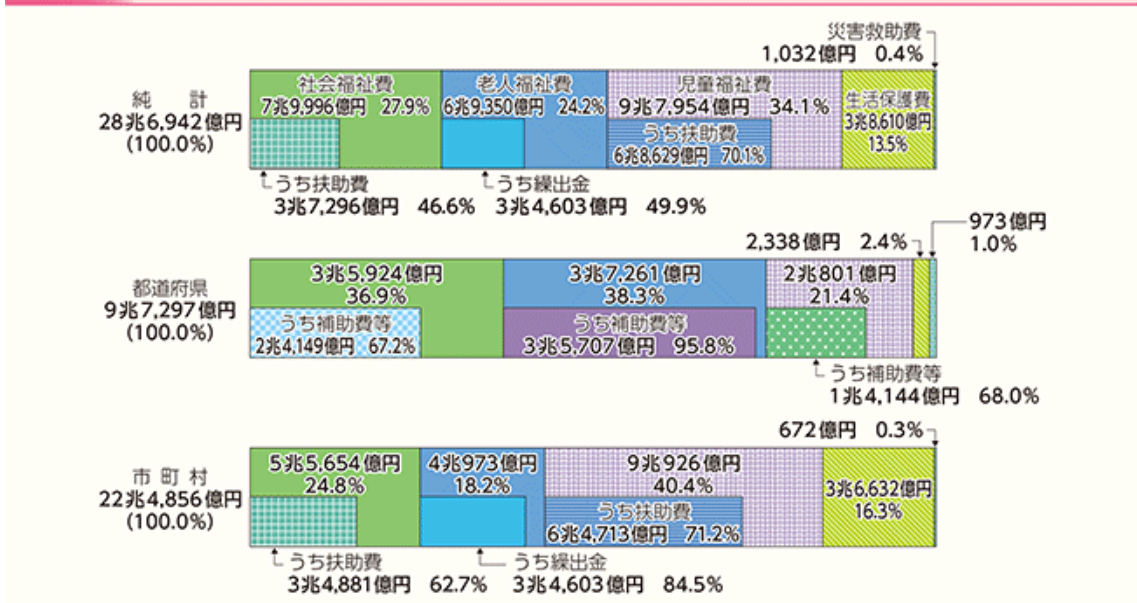 災害救助費
1,032億円 0.4%
純 計
28兆6,942億円
(100.0%)
社会福祉費
7兆9,996億円 27.9%
老人福祉費
6兆9,350億円 24.2%
児童福祉費
9兆7,954億円 34.1%
生活保護費
3兆8,610億円
13.5%
うち扶助費
6兆8,629億円 70.1%
うち扶助費
3兆7,296億円 46.6%
うち繰出金
3兆4,603億円 49.9%
973億円
1.0%
2,338億円 2.4%
都道府県
9兆7,297億円
(100.0%)
3兆5,924億円
36.9%
3兆7,261億円
38.3%
2兆801億円
21.4%
うち補助費等
2兆4,149億円 67.2%
うち補助費等
3兆5,707億円 95.8%
うち補助費等
1兆4,144億円 68.0%
672億円 0.3%
市 町 村
22兆4,856億円
(100.0%)
5兆5,654億円
24.8%
4兆973億円
18.2%
9兆926億円
40.4%
3兆6,632億円
16.3%
うち扶助費
6兆4,713億円 71.2%
うち扶助費
3兆4,881億円 62.7%
うち繰出金
3兆4,603億円 84.5%